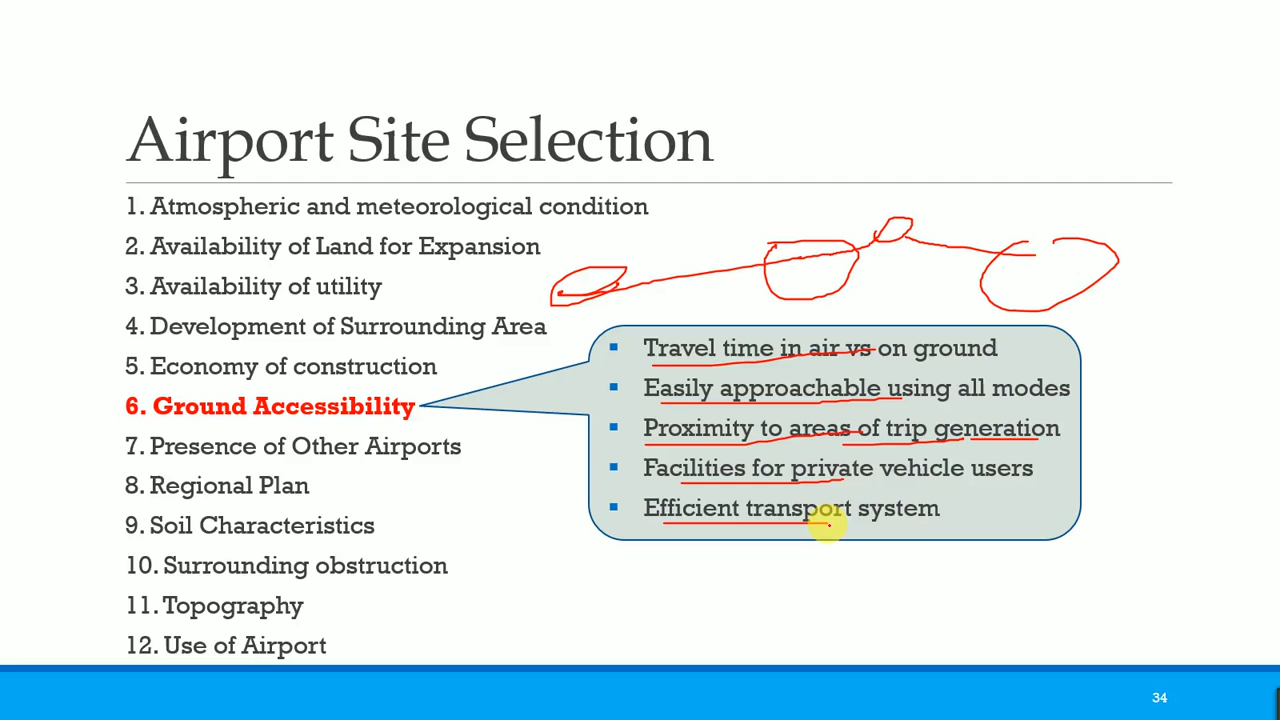 Airport Site Selection
1. Atmospheric and meteorological condition
2. Availability of Land for Expansion
3. Availability of utility
4. Development of Surrounding Area
5. Economy of construction
6. Ground Accessibility
7. Presence of Other Airports
8. Regional Plan
9. Soil Characteristics
10. Surrounding obstruction
11. Topography
12. Use of Airport
▪ Travel time in air vs on ground
▪ Easily approachable using all modes
▪ Proximity to areas of trip generation
▪ Facilities for private vehicle users
▪ Efficient transport system
34